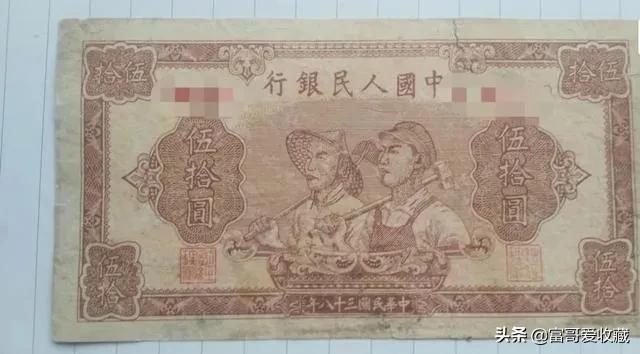 伍拾
伍拾
中國人民銀行
伍拾圓
伍拾圓
伍拾
伍拾
中華民國三十八年
头条 @富哥爱收藏